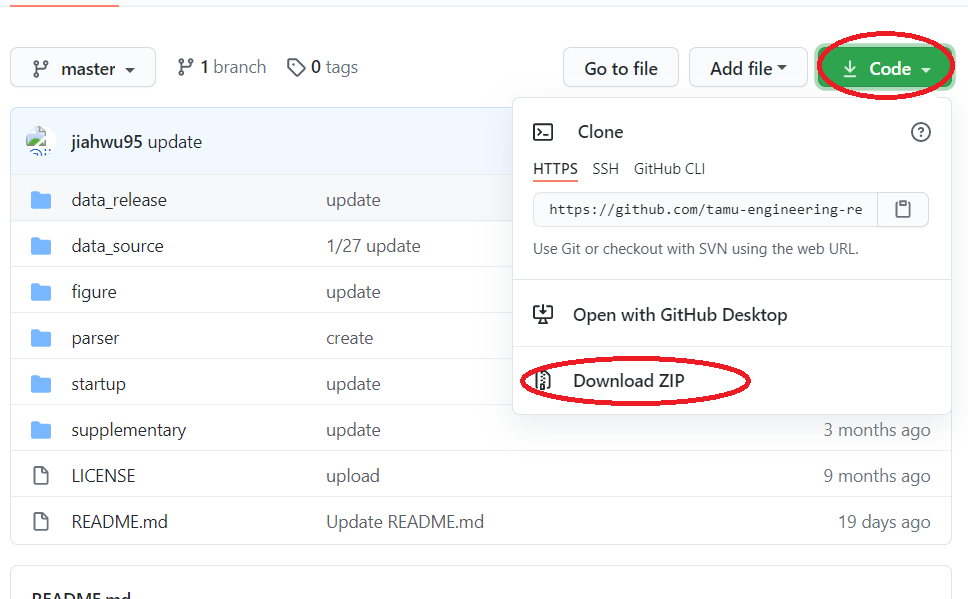 master 1 branch 0 tags Go to file Add file Code
jiahwu95 update
Clone
HTTPS SSH GitHub CLI
https://github.com/tamu-engineering-re
Use Git or checkout with SVN using the web URL.
Open with GitHub Desktop
Download ZIP
data_release update
data_source 1/27 update
figure update
parser create
startup update
supplementary update 3 months ago
LICENSE upload 9 months ago
README.md Update README.md 19 days ago
README.md